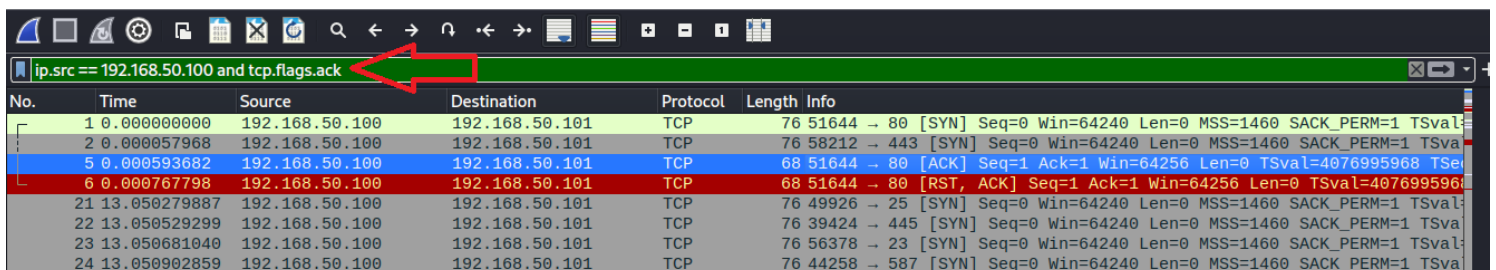 ip.src == 192.168.50.100 and tcp.flags.ack
No. Time Source Destination Protocol Length Info
1 0.000000000 192.168.50.100 192.168.50.101 TCP 76 51644 → 80 [SYN] Seq=0 Win=64240 Len=0 MSS=1460 SACK_PERM=1 TSval=
2 0.000057968 192.168.50.100 192.168.50.101 TCP 76 58212 → 443 [SYN] Seq=0 Win=64240 Len=0 MSS=1460 SACK_PERM=1 TSva
5 0.000593682 192.168.50.100 192.168.50.101 TCP 68 51644 → 80 [ACK] Seq=1 Ack=1 Win=64256 Len=0 TSval=4076995968 TSe
6 0.000767798 192.168.50.100 192.168.50.101 TCP 68 51644 → 80 [RST, ACK] Seq=1 Ack=1 Win=64256 Len=0 TSval=4076995968
21 13.050279887 192.168.50.100 192.168.50.101 TCP 76 49926 → 25 [SYN] Seq=0 Win=64240 Len=0 MSS=1460 SACK_PERM=1 TSval=
22 13.050529299 192.168.50.100 192.168.50.101 TCP 76 39424 → 445 [SYN] Seq=0 Win=64240 Len=0 MSS=1460 SACK_PERM=1 TSva
23 13.050681040 192.168.50.100 192.168.50.101 TCP 76 56378 → 23 [SYN] Seq=0 Win=64240 Len=0 MSS=1460 SACK_PERM=1 TSval=
24 13.050902859 192.168.50.100 192.168.50.101 TCP 76 44258 → 587 [SYN] Seq=0 Win=64240 Len=0 MSS=1460 SACK_PERM=1 TSva